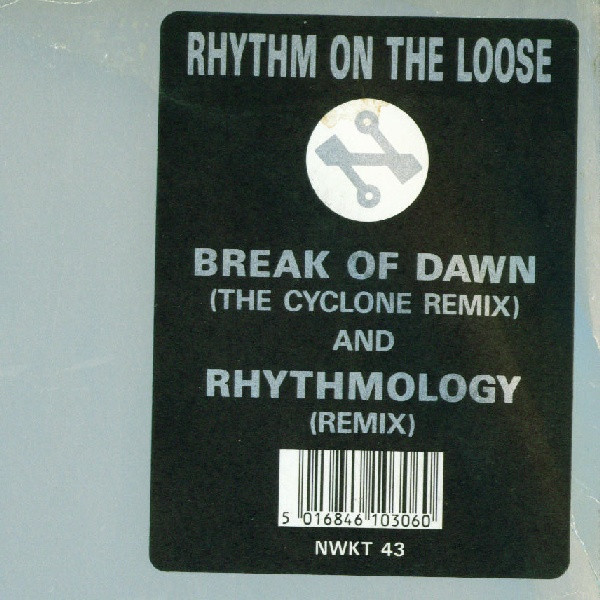 RHYTHM ON THE LOOSE
BREAK OF DAWN
(THE CYCLONE REMIX)
AND
RHYTHMOLOGY
(REMIX)
5 016846 103060
NWKT 43